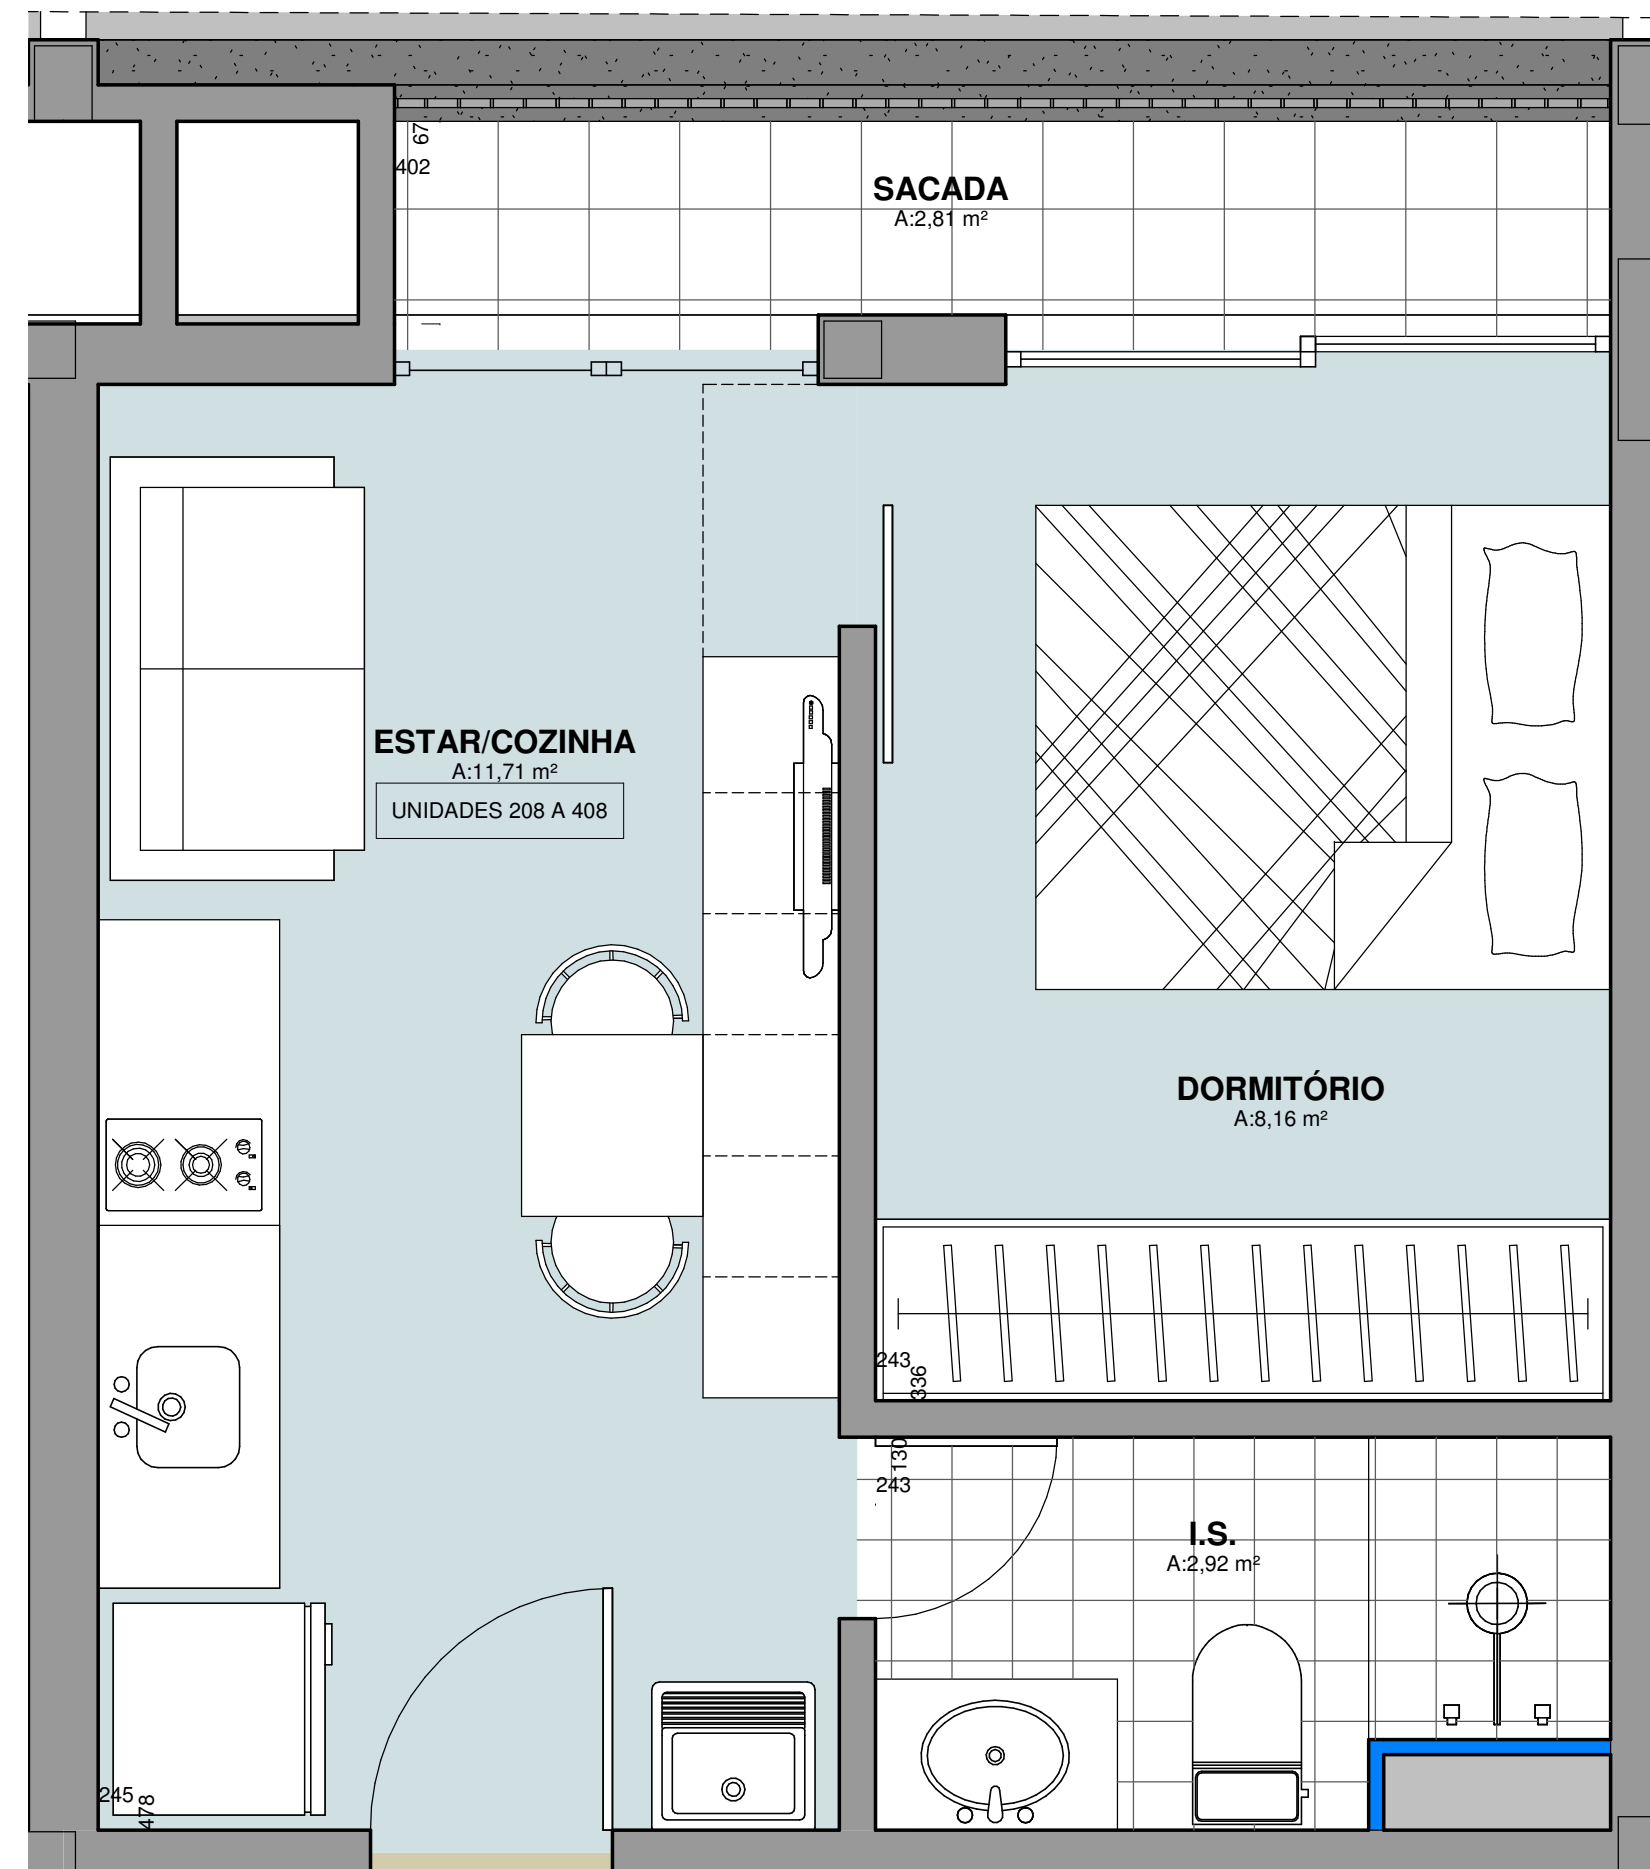 67
402
SACADA
A:2,81 m²
ESTAR/COZINHA
A:11,71 m²
UNIDADES 208 A 408
DORMITÓRIO
A:8,16 m²
243
336
130
243
I.S.
A:2,92 m²
245
478